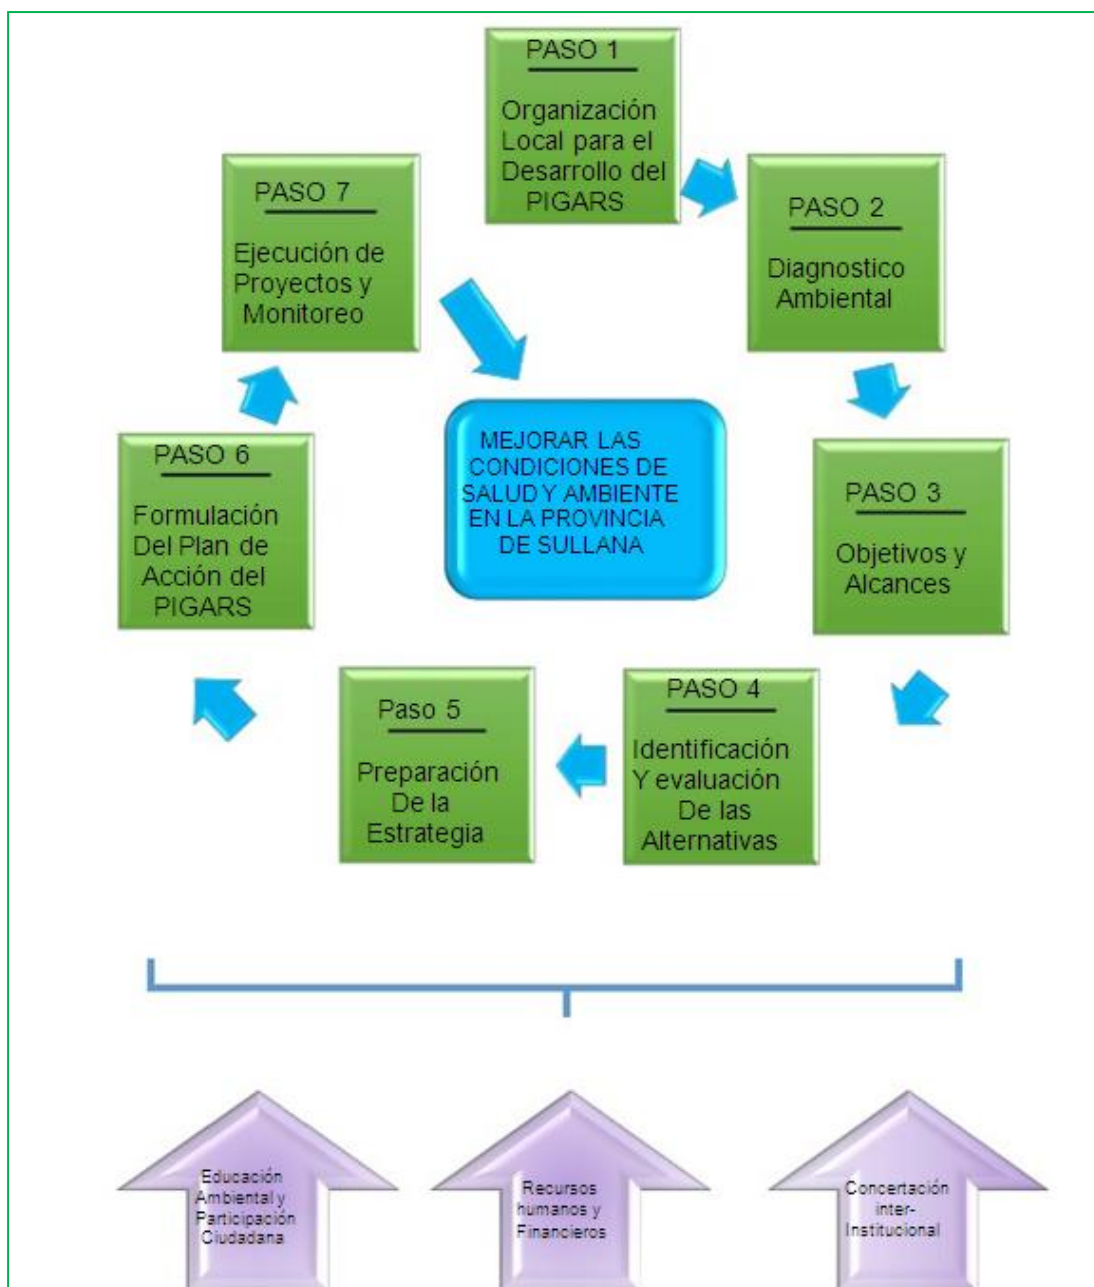 PASO 1
Organización
Local para el
Desarrollo del
PIGARS
PASO 2
Diagnostico
Ambiental
PASO 3
Objetivos y
Alcances
PASO 4
Identificación
Y evaluación
De las
Alternativas
Paso 5
Preparación
De la
Estrategia
PASO 6
Formulación
Del Plan de
Acción del
PIGARS
PASO 7
Ejecución de
Proyectos y
Monitoreo
MEJORAR LAS
CONDICIONES DE
SALUD Y AMBIENTE
EN LA PROVINCIA
DE SULLANA
Educación
Ambiental y
Participación
Ciudadana
Recursos
humanos y
Financieros
Concertación
inter-
Institucional